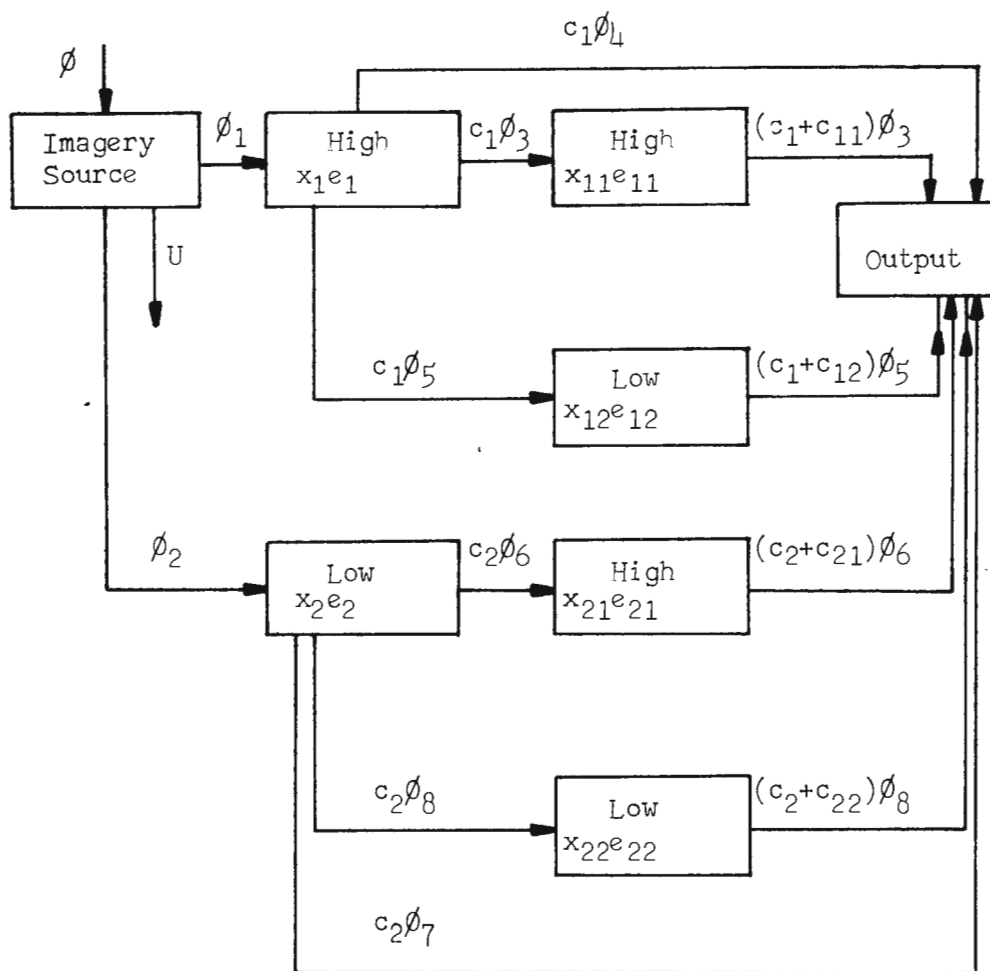 c₁ø₄
ø
Imagery
Source
ø₁
High
x₁e₁
c₁ø₃
High
x₁₁e₁₁
(c₁+c₁₁)ø₃
Output
U
c₁ø₅
Low
x₁₂e₁₂
(c₁+c₁₂)ø₅
ø₂
Low
x₂e₂
c₂ø₆
High
x₂₁e₂₁
(c₂+c₂₁)ø₆
c₂ø₈
Low
x₂₂e₂₂
(c₂+c₂₂)ø₈
c₂ø₇